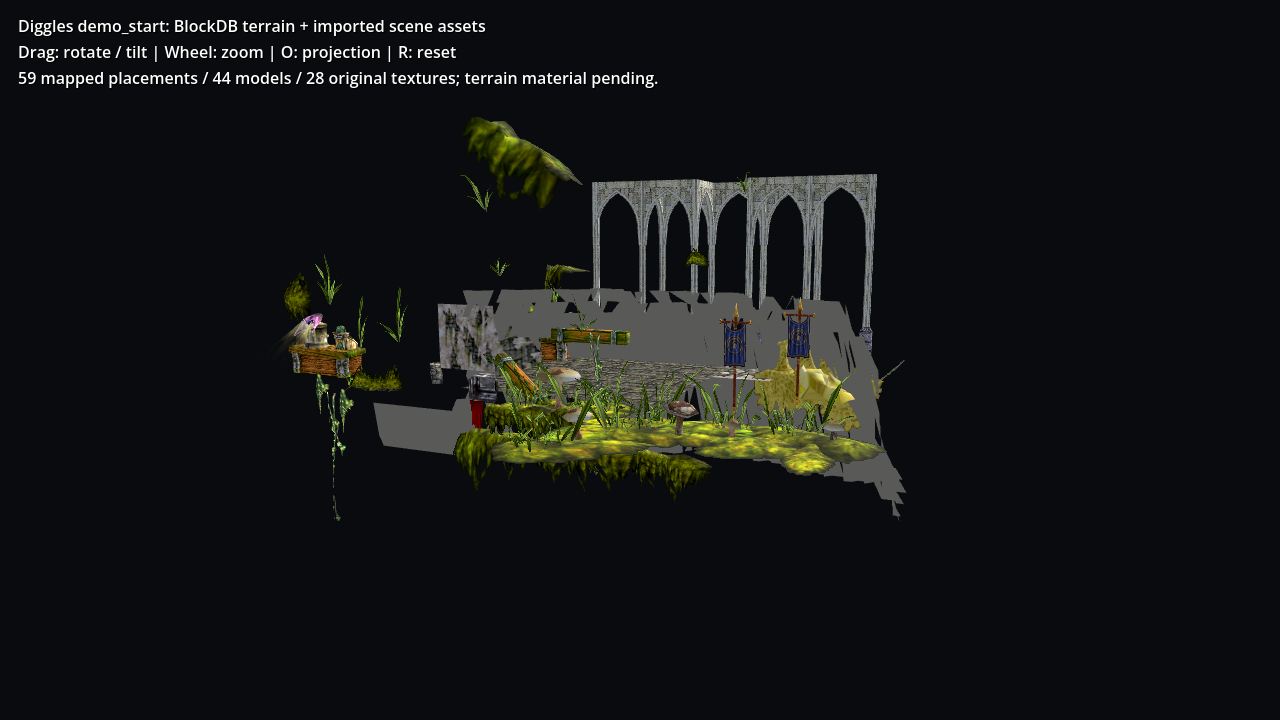 Diggles demo_start: BlockDB terrain + imported scene assets
Drag: rotate / tilt | Wheel: zoom | O: projection | R: reset
59 mapped placements / 44 models / 28 original textures; terrain material pending.